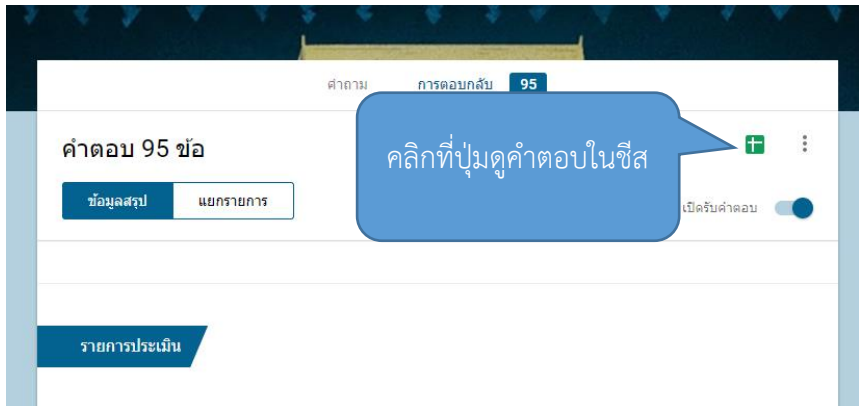 คำถาม การตอบกลับ 95
คำตอบ 95 ข้อ
คลิกที่ปุ่มดูคำตอบในชีส
ข้อมูลสรุป แยกรายการ
เปิดรับคำตอบ
รายการประเมิน